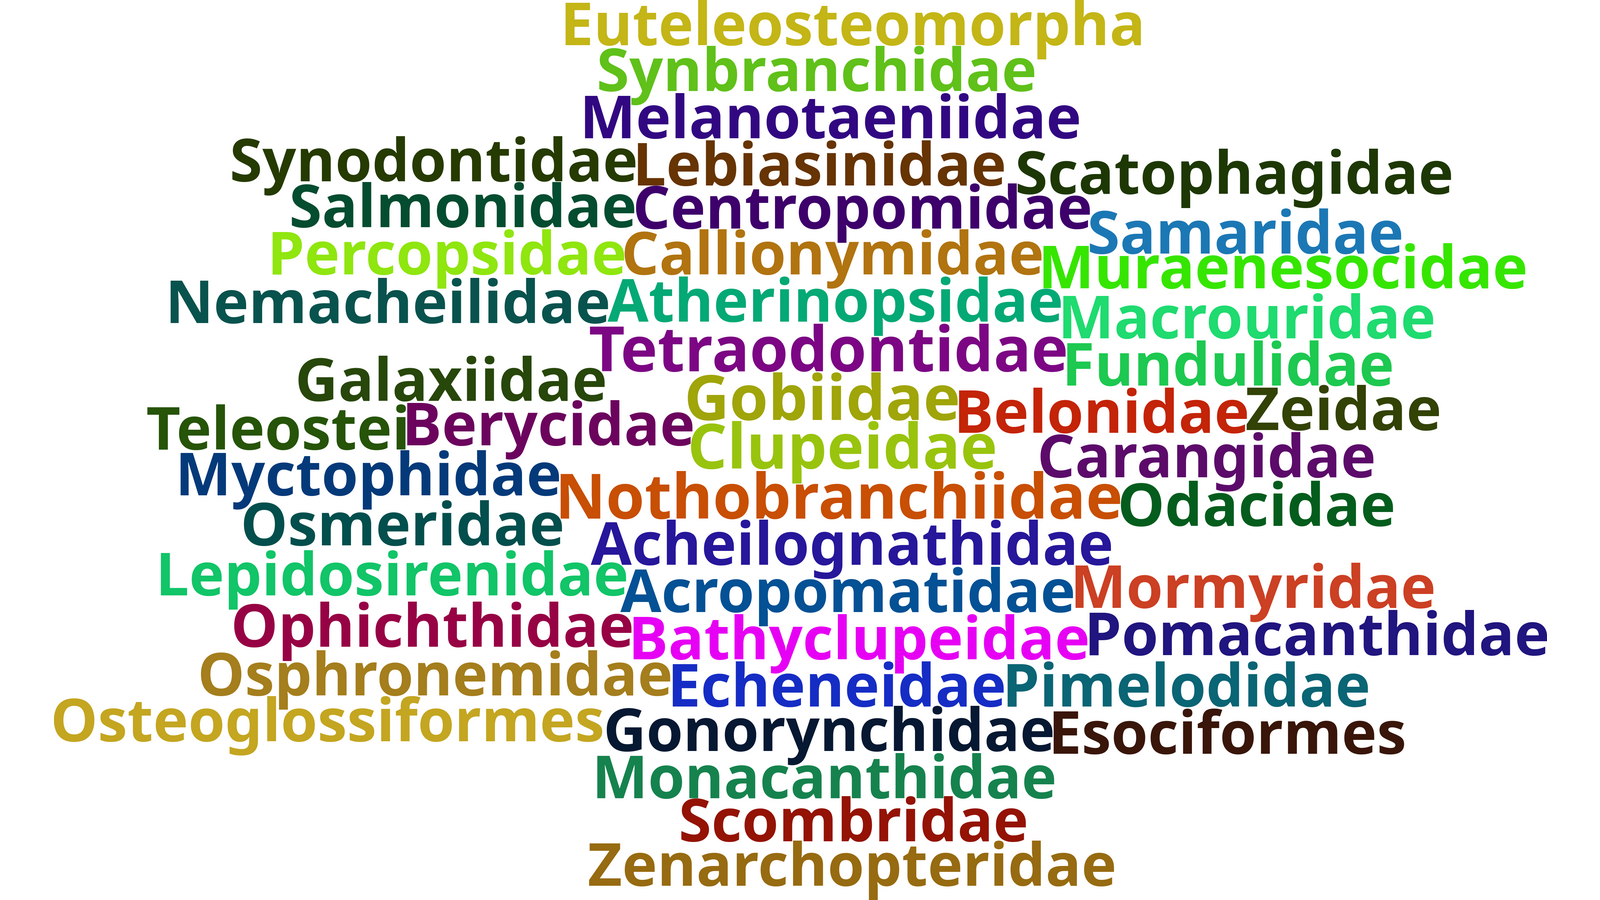 Euteleosteomorpha
Synbranchidae
Melanotaeniidae
Synodontidae Lebiasinidae Scatophagidae
Salmonidae Centropomidae Samaridae
Percopsidae Callionymidae Muraenesocidae
Nemacheilidae Atherinopsidae Macrouridae
Tetraodontidae Fundulidae
Galaxiidae Gobiidae Belonidae Zeidae
Teleostei Berycidae Clupeidae Carangidae
Myctophidae Nothobranchiidae Odacidae
Osmeridae Acheilognathidae
Lepidosirenidae Acropomatidae Mormyridae
Ophichthidae Bathyclupeidae Pomacanthidae
Osphronemidae Echeneidae Pimelodidae
Osteoglossiformes Gonorynchidae Esociformes
Monacanthidae
Scombridae
Zenarchopteridae